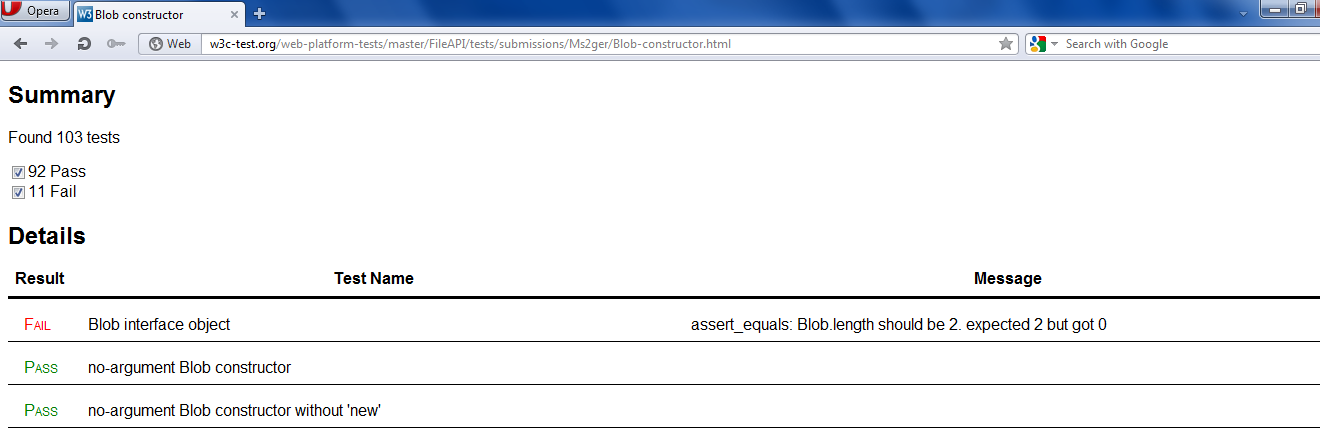 Opera
W3 Blob constructor
Web w3c-test.org/web-platform-tests/master/FileAPI/tests/submissions/Ms2ger/Blob-constructor.html Search with Google
Summary
Found 103 tests
92 Pass
11 Fail
Details
Result Test Name Message
FAIL Blob interface object assert_equals: Blob.length should be 2. expected 2 but got 0
PASS no-argument Blob constructor
PASS no-argument Blob constructor without 'new'